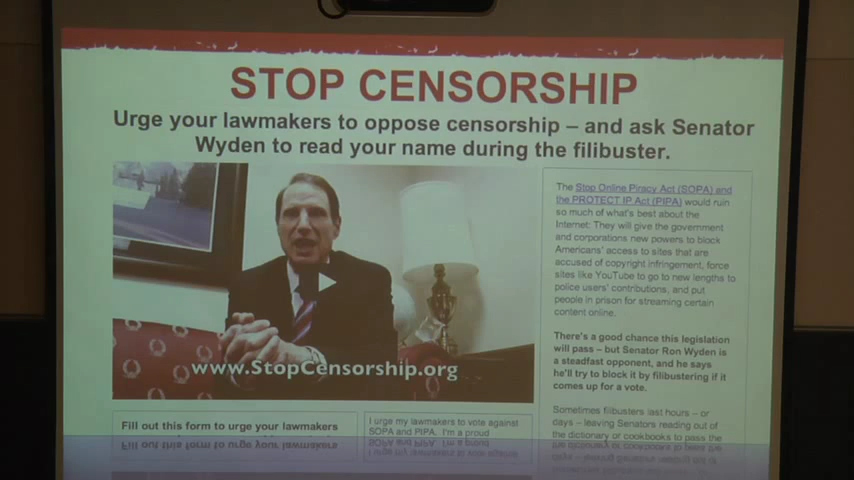 STOP CENSORSHIP
Urge your lawmakers to oppose censorship – and ask Senator
Wyden to read your name during the filibuster.
www.StopCensorship.org
The Stop Online Piracy Act (SOPA) and
the PROTECT IP Act (PIPA) would ruin
so much of what's best about the
Internet: They will give the government
and corporations new powers to block
Americans' access to sites that are
accused of copyright infringement, force
sites like YouTube to go to new lengths to
police users' contributions, and put
people in prison for streaming certain
content online.
There's a good chance this legislation
will pass – but Senator Ron Wyden is
a steadfast opponent, and he says
he'll try to block it by filibustering if it
comes up for a vote.
Sometimes filibusters last hours – or
days – leaving Senators reading out of
the dictionary or cookbooks to pass the
Fill out this form to urge your lawmakers
I urge my lawmakers to vote against
SOPA and PIPA. I'm a proud